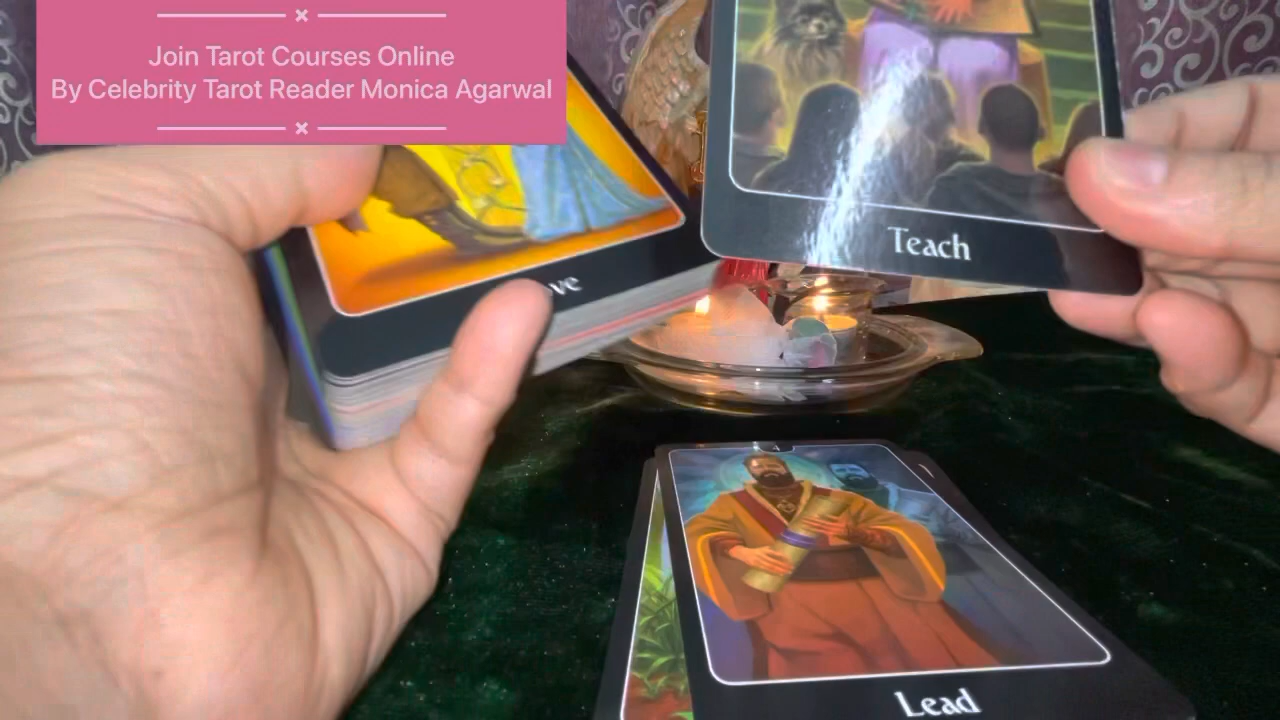 Join Tarot Courses Online
By Celebrity Tarot Reader Monica Agarwal
Teach
Lead